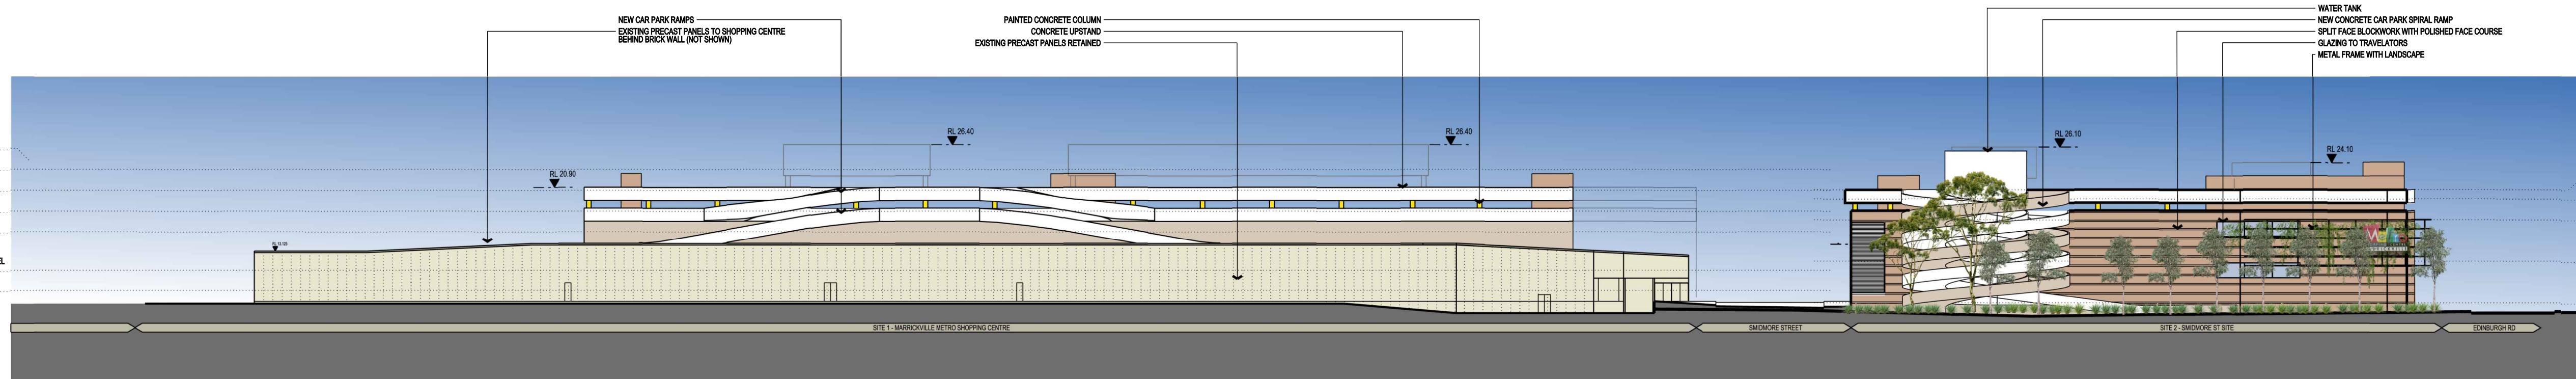 NEW CAR PARK RAMPS
EXISTING PRECAST PANELS TO SHOPPING CENTRE
BEHIND BRICK WALL (NOT SHOWN)
PAINTED CONCRETE COLUMN
CONCRETE UPSTAND
EXISTING PRECAST PANELS RETAINED
WATER TANK
NEW CONCRETE CAR PARK SPIRAL RAMP
SPLIT FACE BLOCKWORK WITH POLISHED FACE COURSE
GLAZING TO TRAVELATORS
METAL FRAME WITH LANDSCAPE
RL 26.40
RL 26.40
RL 26.10
RL 24.10
RL 20.90
SITE 1 - MARRICKVILLE METRO SHOPPING CENTRE
SMIDMORE STREET
SITE 2 - SMIDMORE ST SITE
EDINBURGH RD